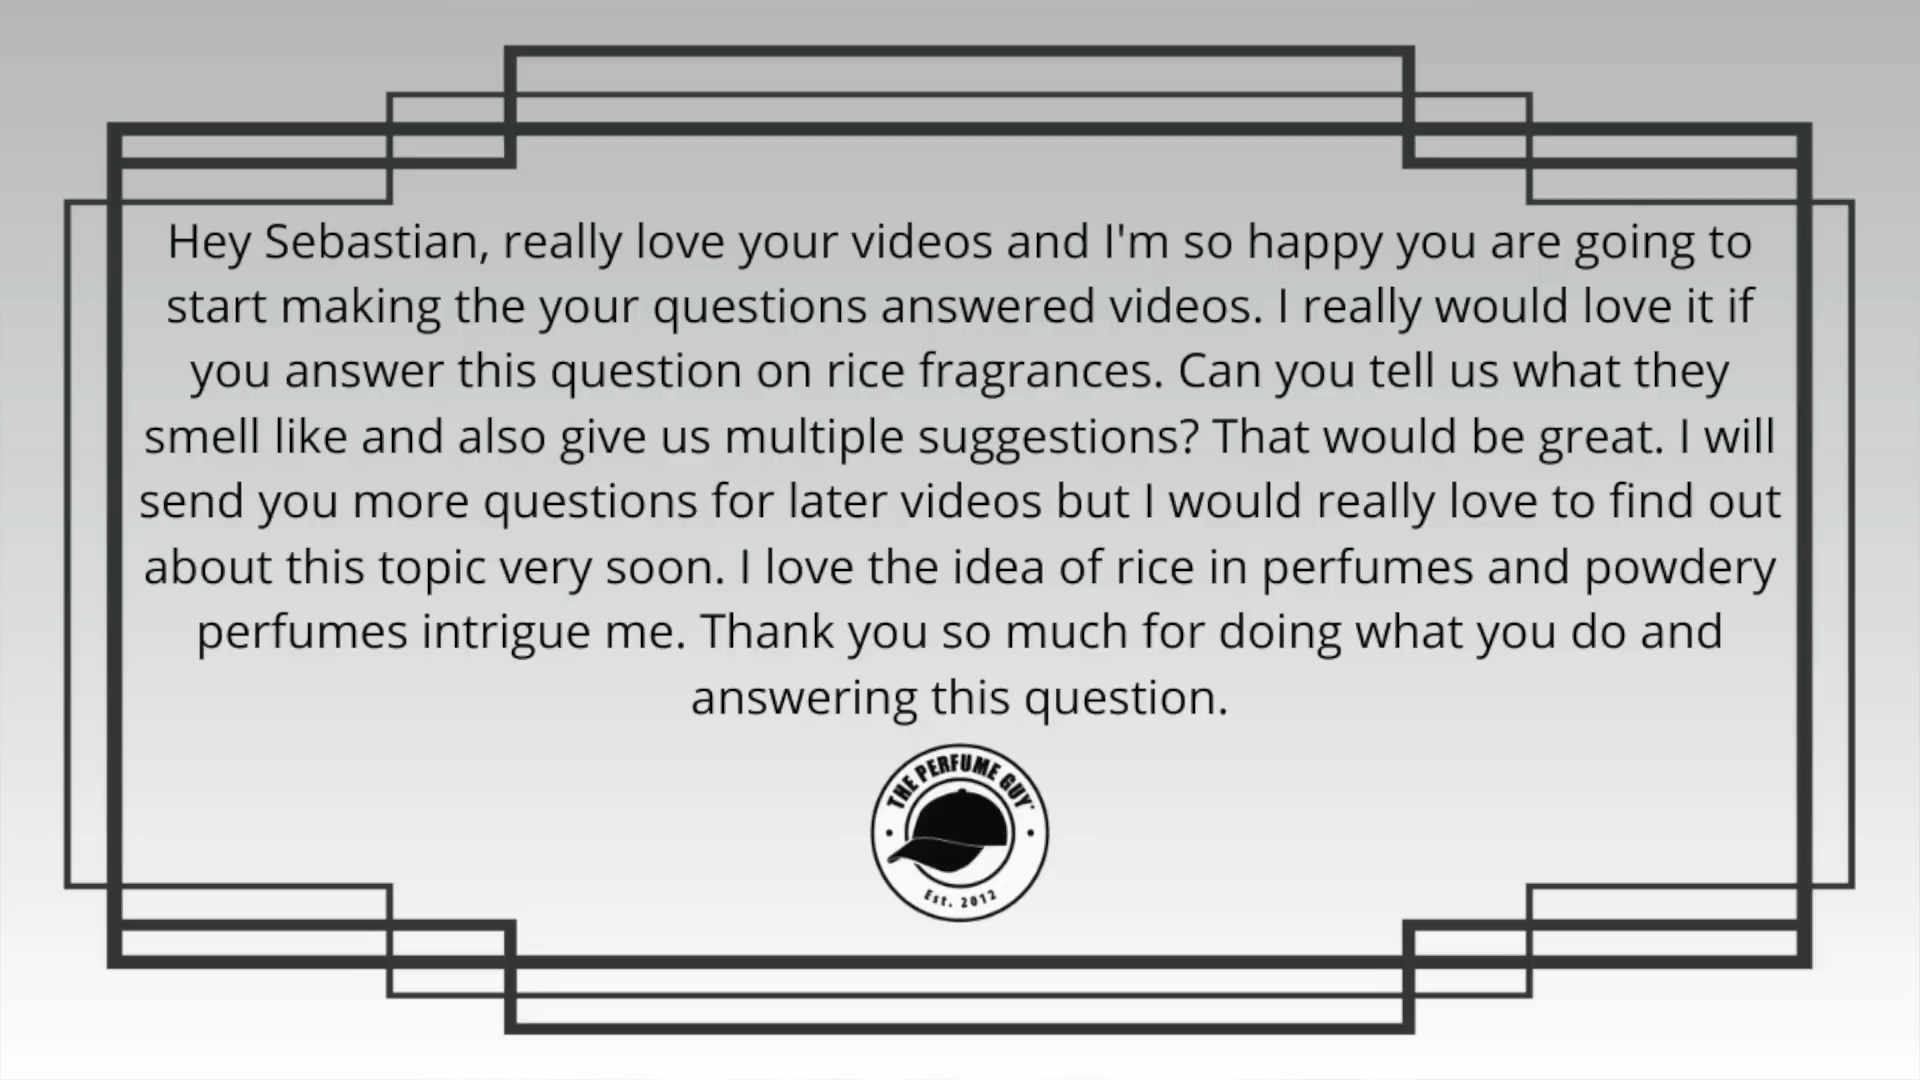 Hey Sebastian, really love your videos and I'm so happy you are going to
start making the your questions answered videos. I really would love it if
you answer this question on rice fragrances. Can you tell us what they
smell like and also give us multiple suggestions? That would be great. I will
send you more questions for later videos but I would really love to find out
about this topic very soon. I love the idea of rice in perfumes and powdery
perfumes intrigue me. Thank you so much for doing what you do and
answering this question.
THE PERFUME GUY
Est. 2012